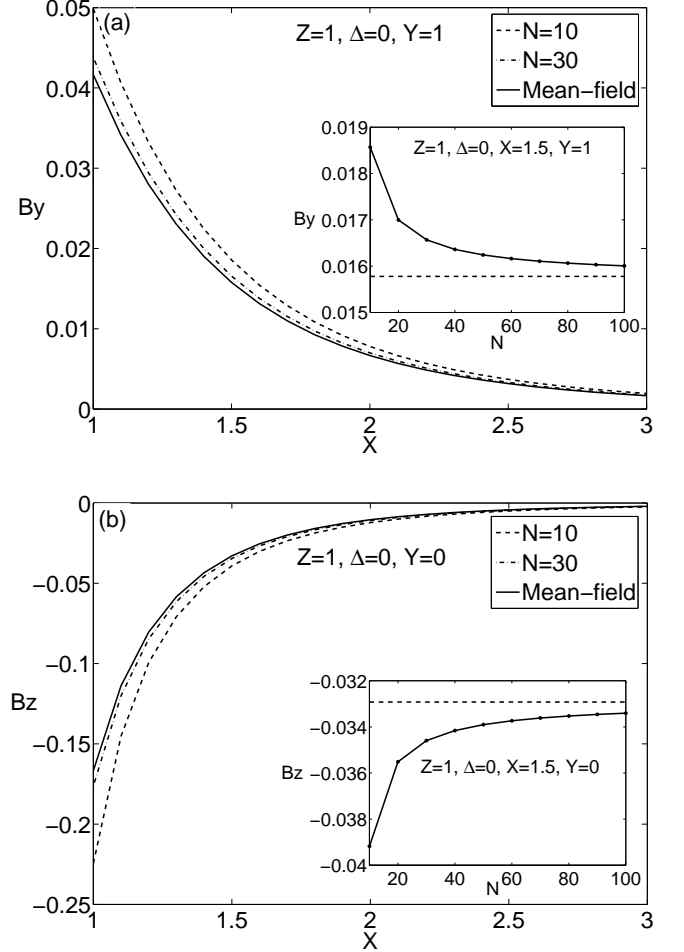 (a)
Z=1, Δ=0, Y=1
N=10
N=30
Mean-field
0.05
0.04
0.03
0.02
0.01
0
By
1
1.5
2
2.5
3
X
Z=1, Δ=0, X=1.5, Y=1
0.019
0.018
0.017
0.016
0.015
By
20
40
60
80
100
N
(b)
Z=1, Δ=0, Y=0
N=10
N=30
Mean-field
0
-0.05
-0.1
-0.15
-0.2
-0.25
Bz
1
1.5
2
2.5
3
X
Z=1, Δ=0, X=1.5, Y=0
-0.032
-0.034
-0.036
-0.038
-0.04
Bz
20
40
60
80
100
N